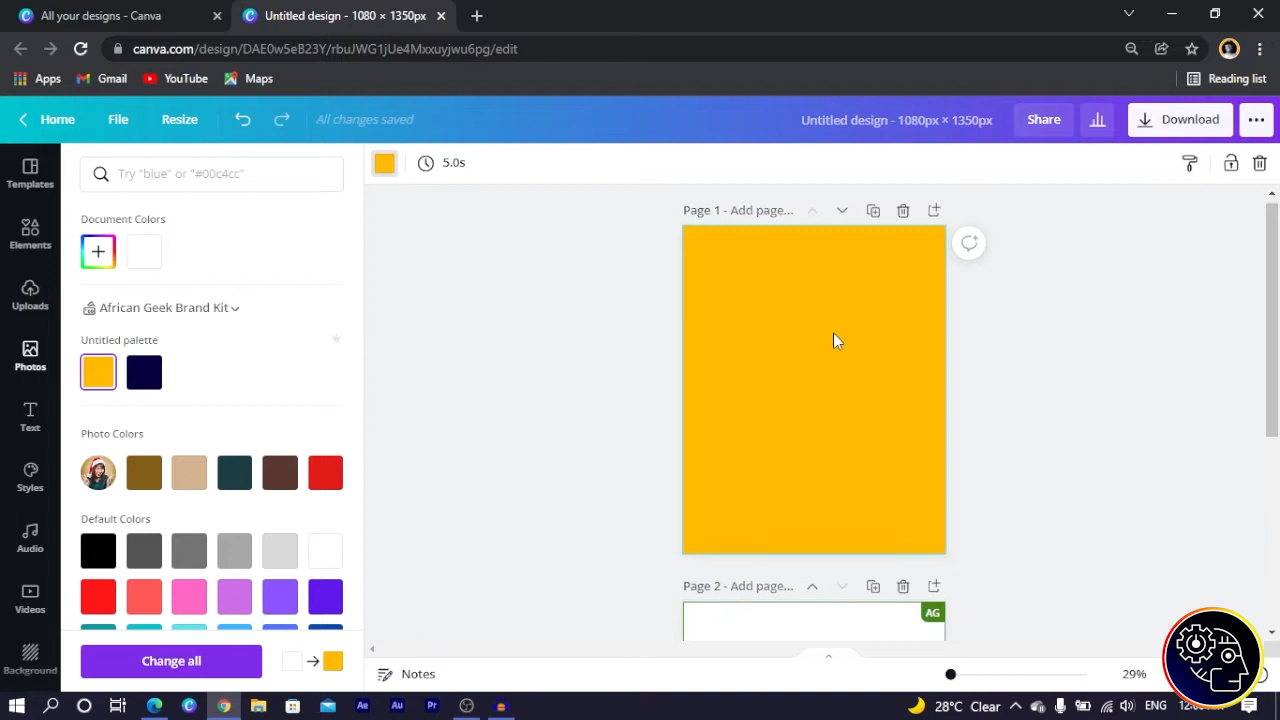 All your designs - Canva
Untitled design - 1080 × 1350px
canva.com/design/DAE0w5eB23Y/rbuJWG1jUe4Mxxuyjwu6pg/edit
Apps Gmail YouTube Maps Reading list
Home File Resize All changes saved Untitled design - 1080px × 1350px Share Download
5.0s
Try "blue" or "#00c4cc"
Templates
Page 1 - Add page...
Document Colors
Elements
Uploads
African Geek Brand Kit
Untitled palette
Photos
Text
Photo Colors
Styles
Default Colors
Audio
Page 2 - Add page...
Videos
AG
Background
Change all
Notes 29%
Ae Au Pr 28°C Clear ENG